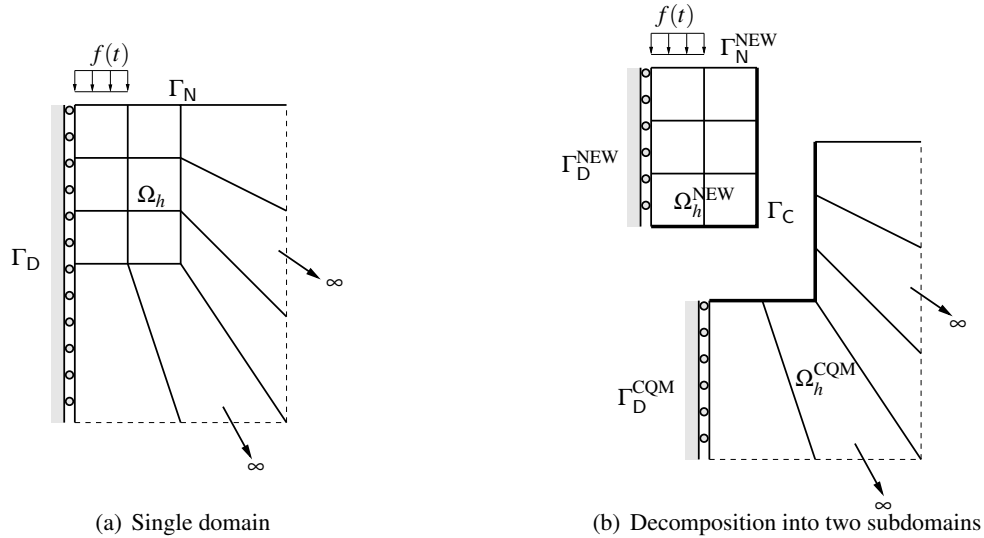 f(t)
Γ_N
Ω_h
Γ_D
∞
∞
(a) Single domain
f(t)
Γ_N^NEW
Γ_D^NEW
Ω_h^NEW
Γ_C
∞
Γ_D^CQM
Ω_h^CQM
∞
(b) Decomposition into two subdomains